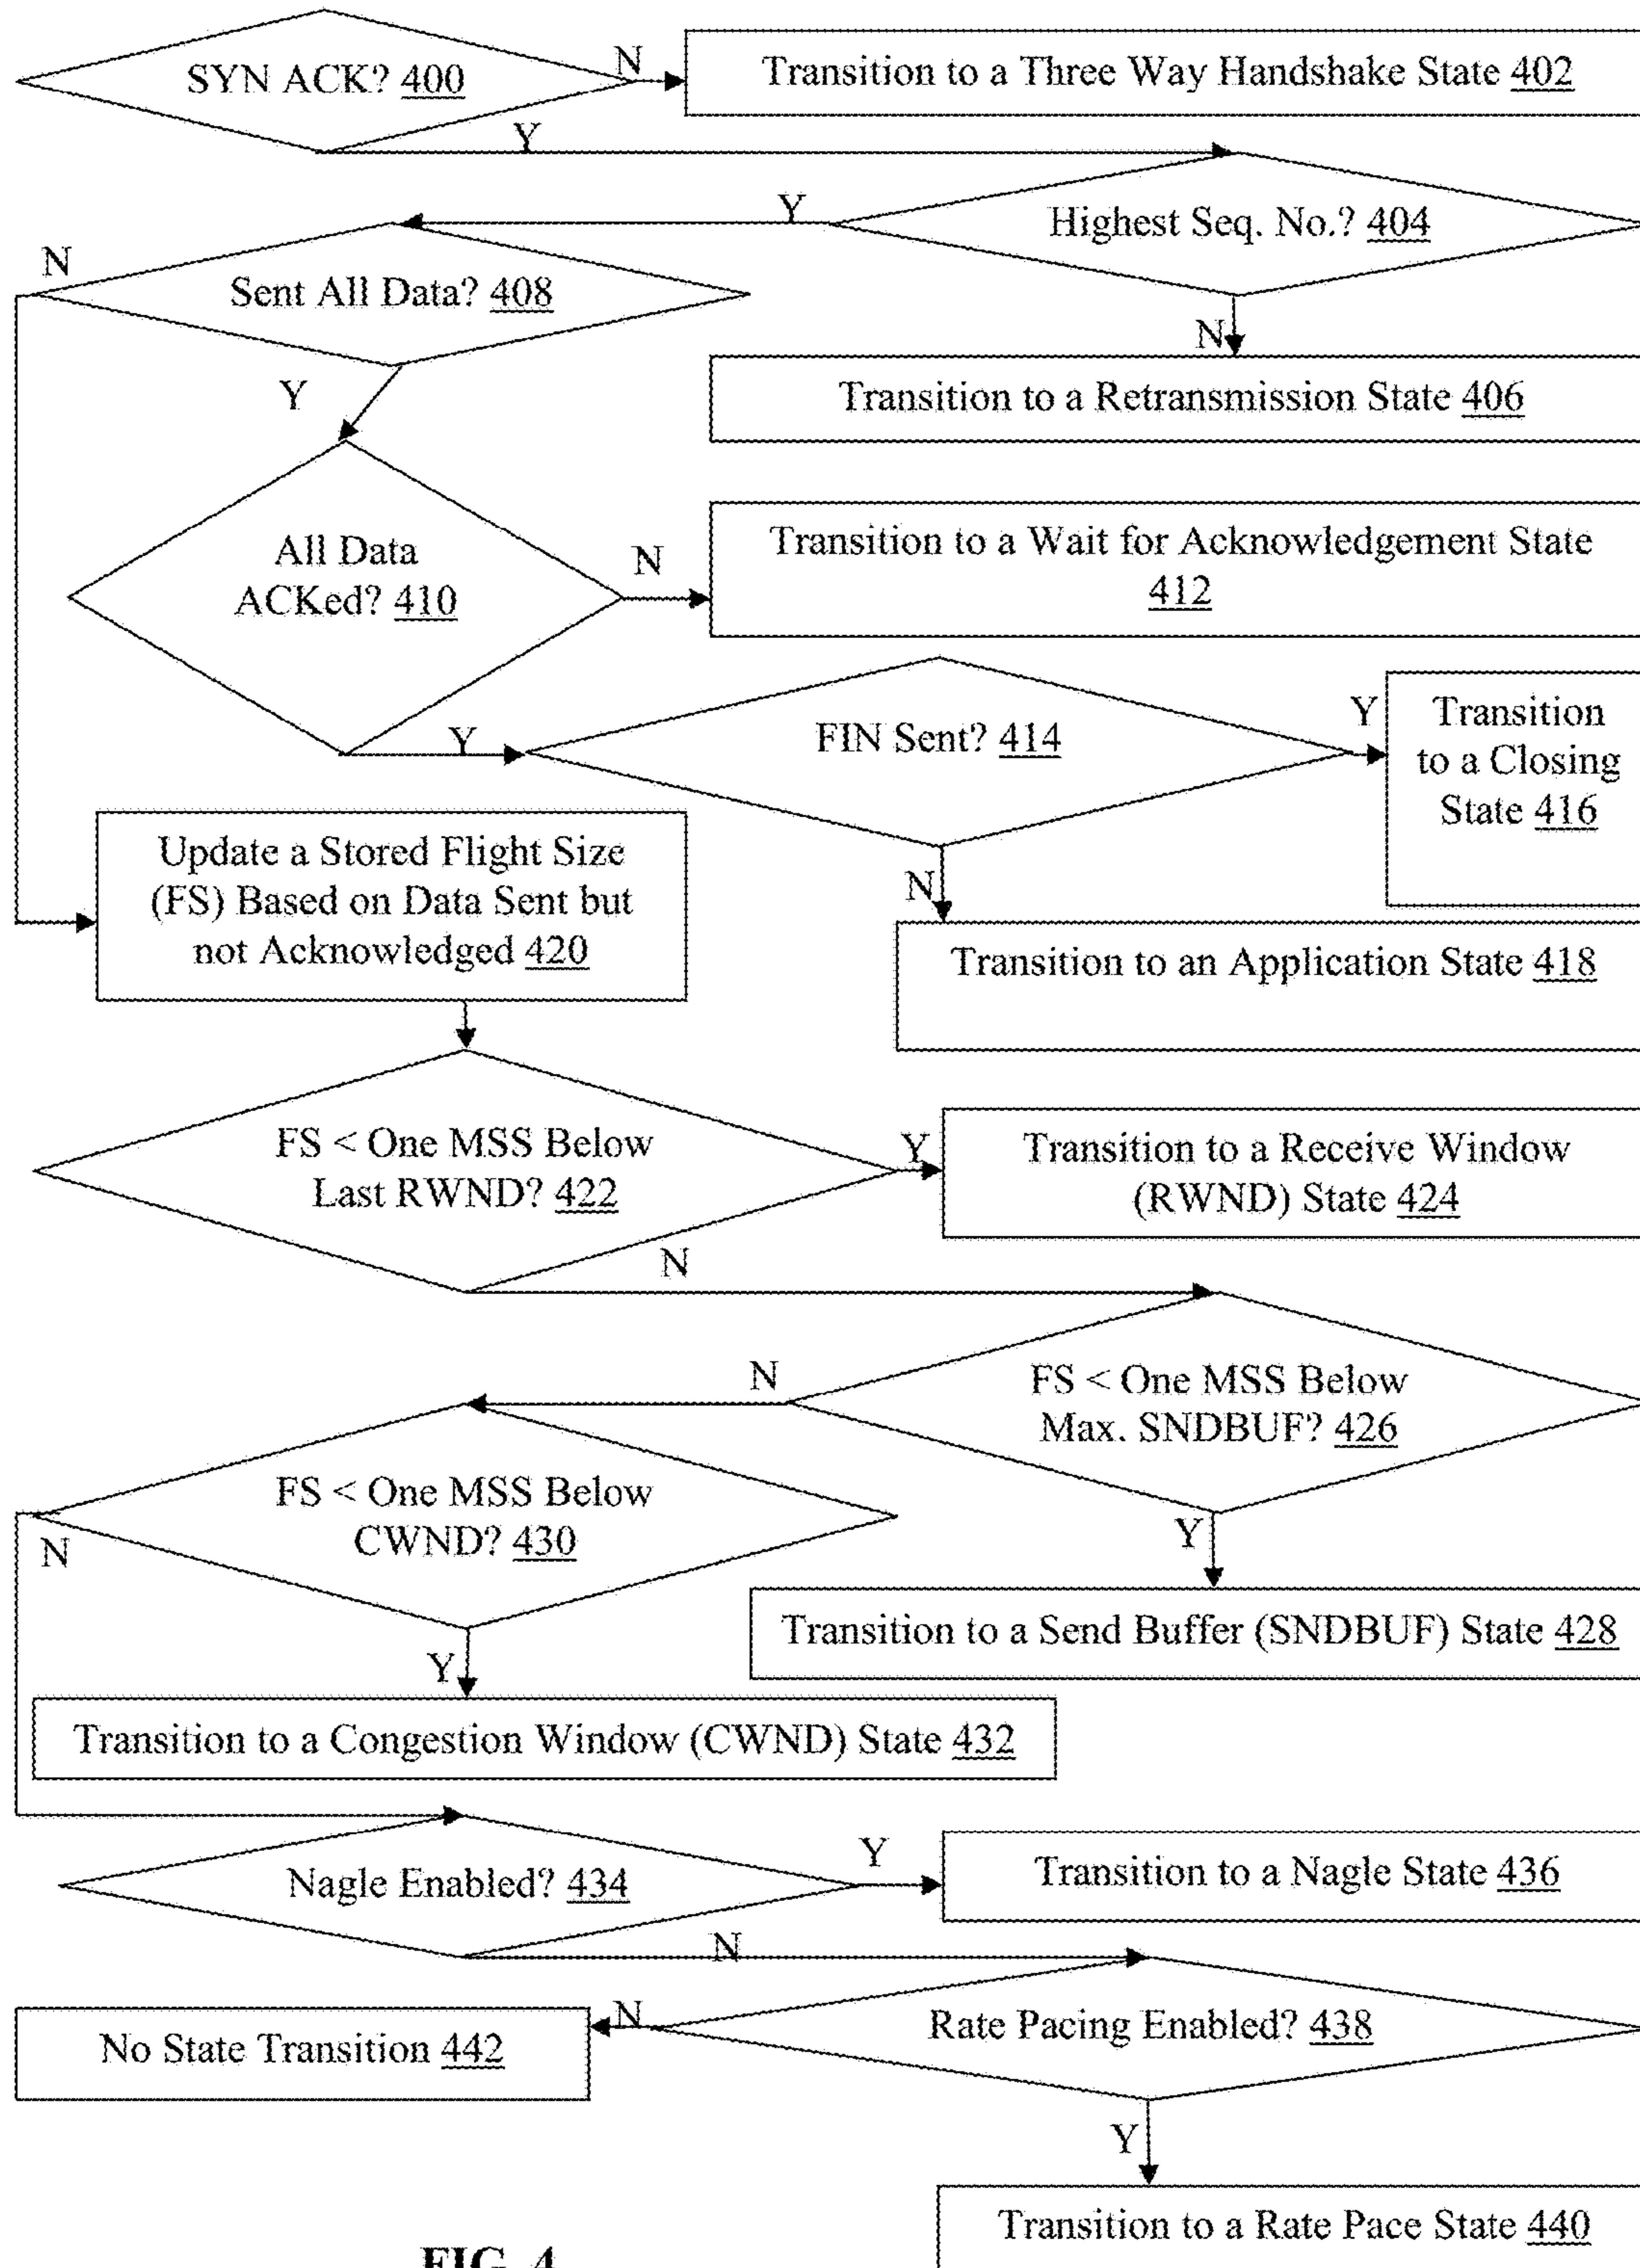 SYN ACK? 400
N
Transition to a Three Way Handshake State 402
Y
Y
Highest Seq. No.? 404
N
Sent All Data? 408
N
Y
Transition to a Retransmission State 406
All Data
ACKed? 410
N
Transition to a Wait for Acknowledgement State
412
Y
FIN Sent? 414
Y
Transition
to a Closing
State 416
Update a Stored Flight Size
(FS) Based on Data Sent but
not Acknowledged 420
N
Transition to an Application State 418
FS < One MSS Below
Last RWND? 422
Y
Transition to a Receive Window
(RWND) State 424
N
N
FS < One MSS Below
Max. SNDBUF? 426
FS < One MSS Below
CWND? 430
N
Y
Transition to a Send Buffer (SNDBUF) State 428
Y
Transition to a Congestion Window (CWND) State 432
Nagle Enabled? 434
Y
Transition to a Nagle State 436
N
No State Transition 442
N
Rate Pacing Enabled? 438
Y
Transition to a Rate Pace State 440
FIG. 4